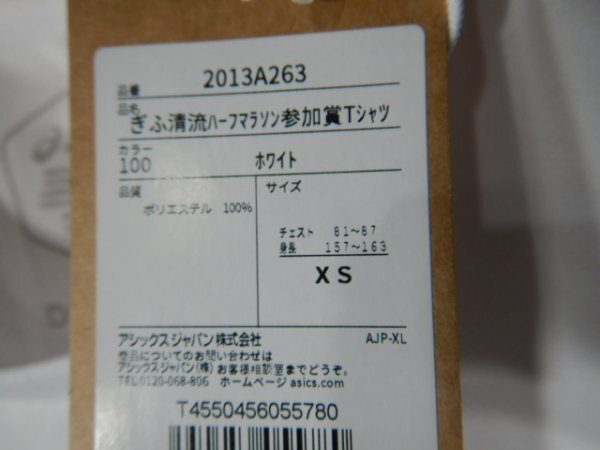 品番 2013A263
品名 ぎふ清流ハーフマラソン参加賞Tシャツ
カラー
100 ホワイト
品質 サイズ
ポリエステル 100%
チェスト 81～87
身長 157～163
XS
アシックスジャパン株式会社 AJP-XL
商品についてのお問い合わせは
アシックスジャパン(株)お客様相談室までどうぞ。
TEL0120-068-806 ホームページasics.com
T4550456055780